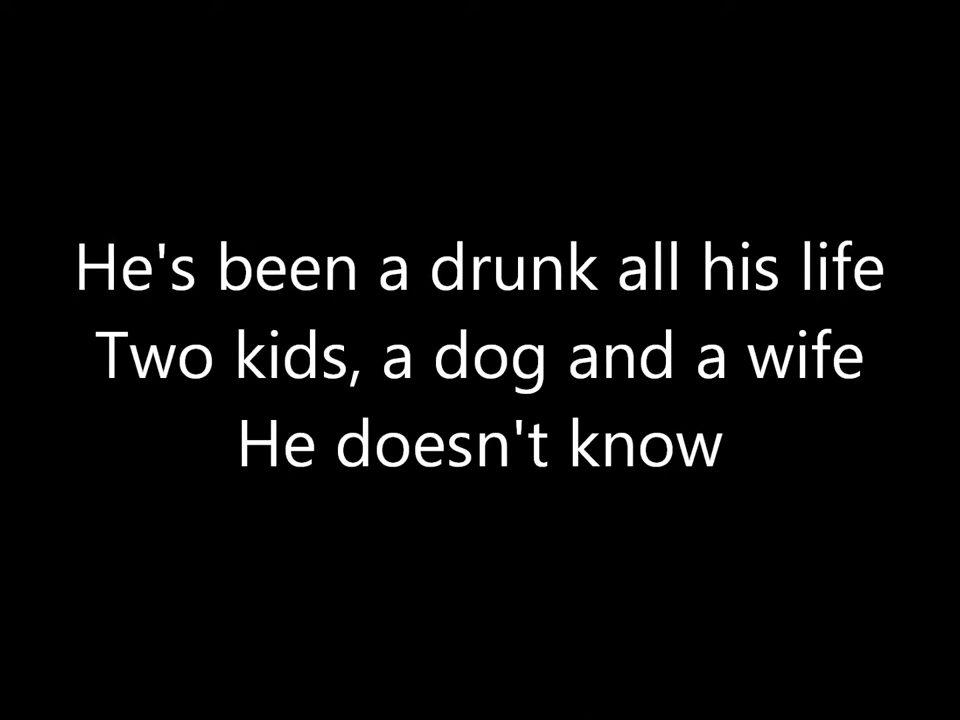 He's been a drunk all his life
Two kids, a dog and a wife
He doesn't know